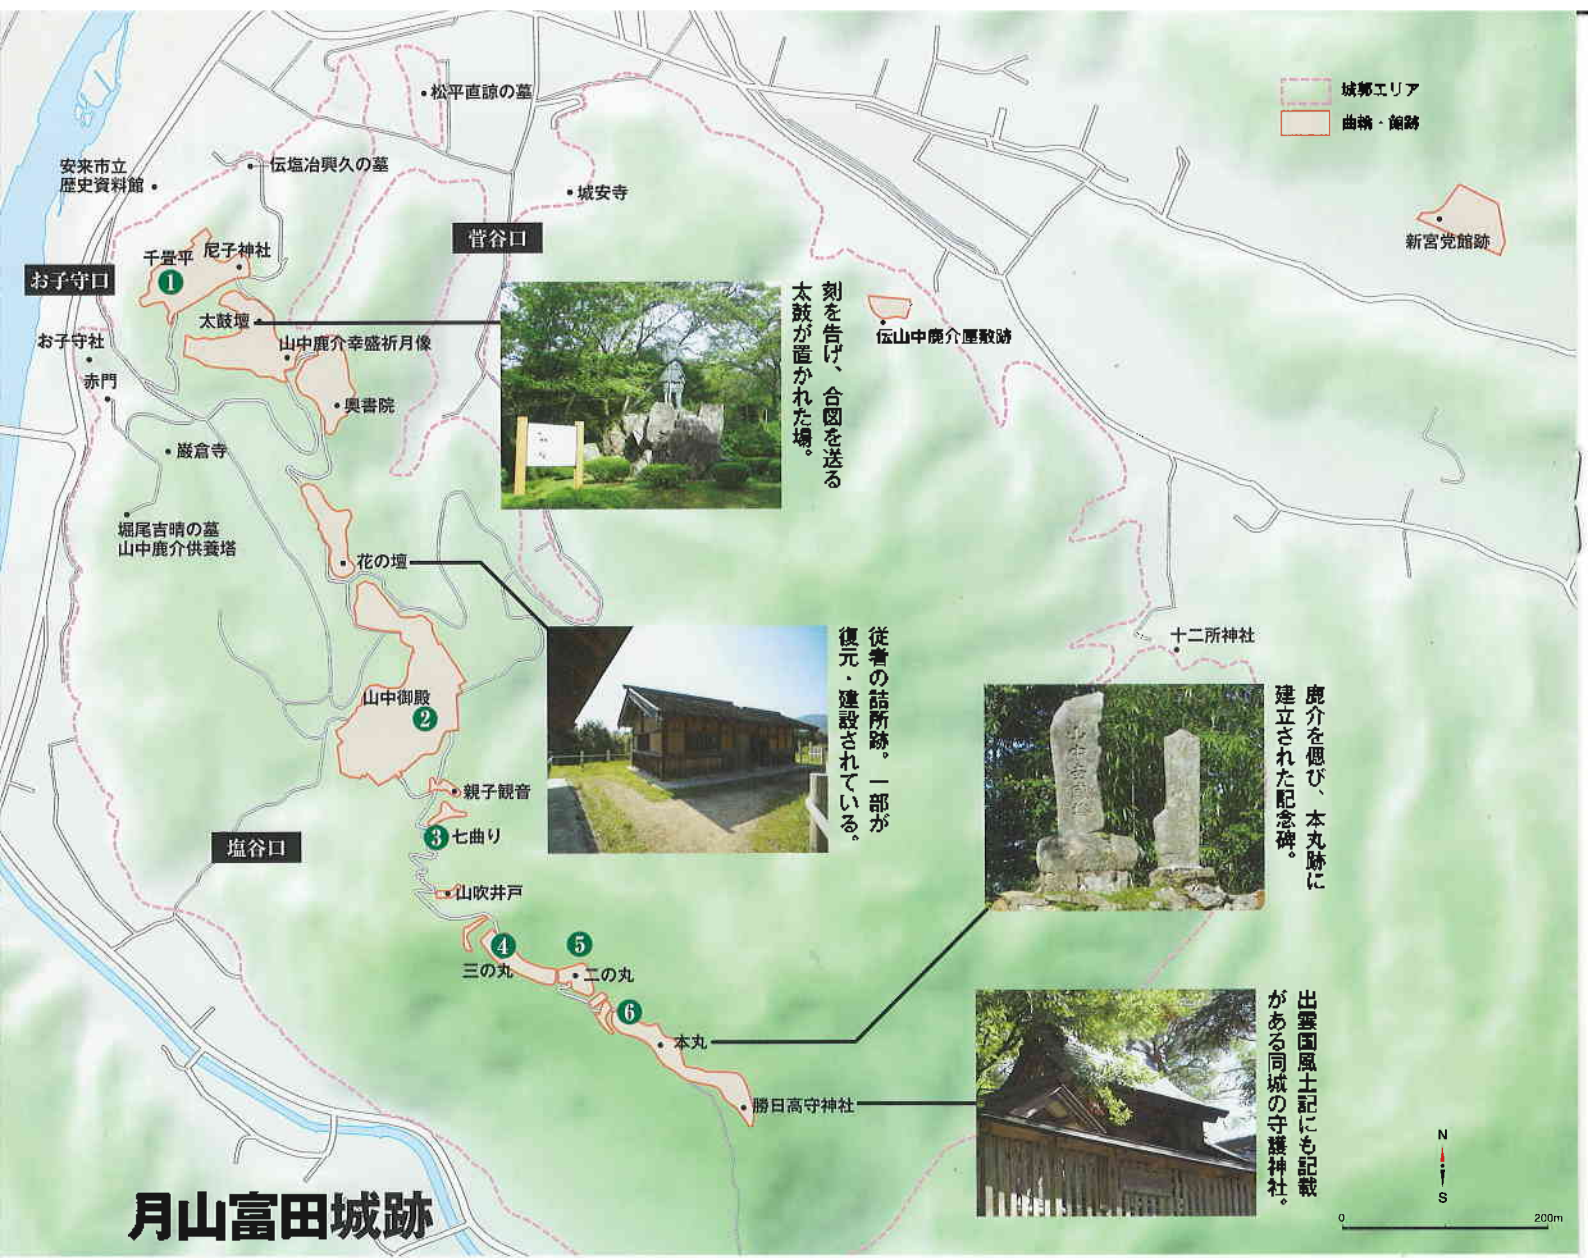 松平直諒の墓
城郭エリア
曲輪・館跡
安来市立
歴史資料館
伝塩冶興久の墓
城安寺
菅谷口
新宮党館跡
千畳平
尼子神社
お子守口
1
太鼓壇
刻を告げ、合図を送る
太鼓が置かれた場。
お子守社
山中鹿介幸盛祈月像
伝山中鹿介屋敷跡
赤門
奥書院
巌倉寺
堀尾吉晴の墓
山中鹿介供養塔
花の壇
従者の詰所跡。一部が
復元・建設されている。
十二所神社
山中御殿
2
鹿介を偲び、本丸跡に
建立された記念碑。
親子観音
3
七曲り
塩谷口
山吹井戸
4
三の丸
5
二の丸
6
本丸
勝日高守神社
出雲国風土記にも記載
がある同城の守護神社。
月山富田城跡
N
S
0
200m